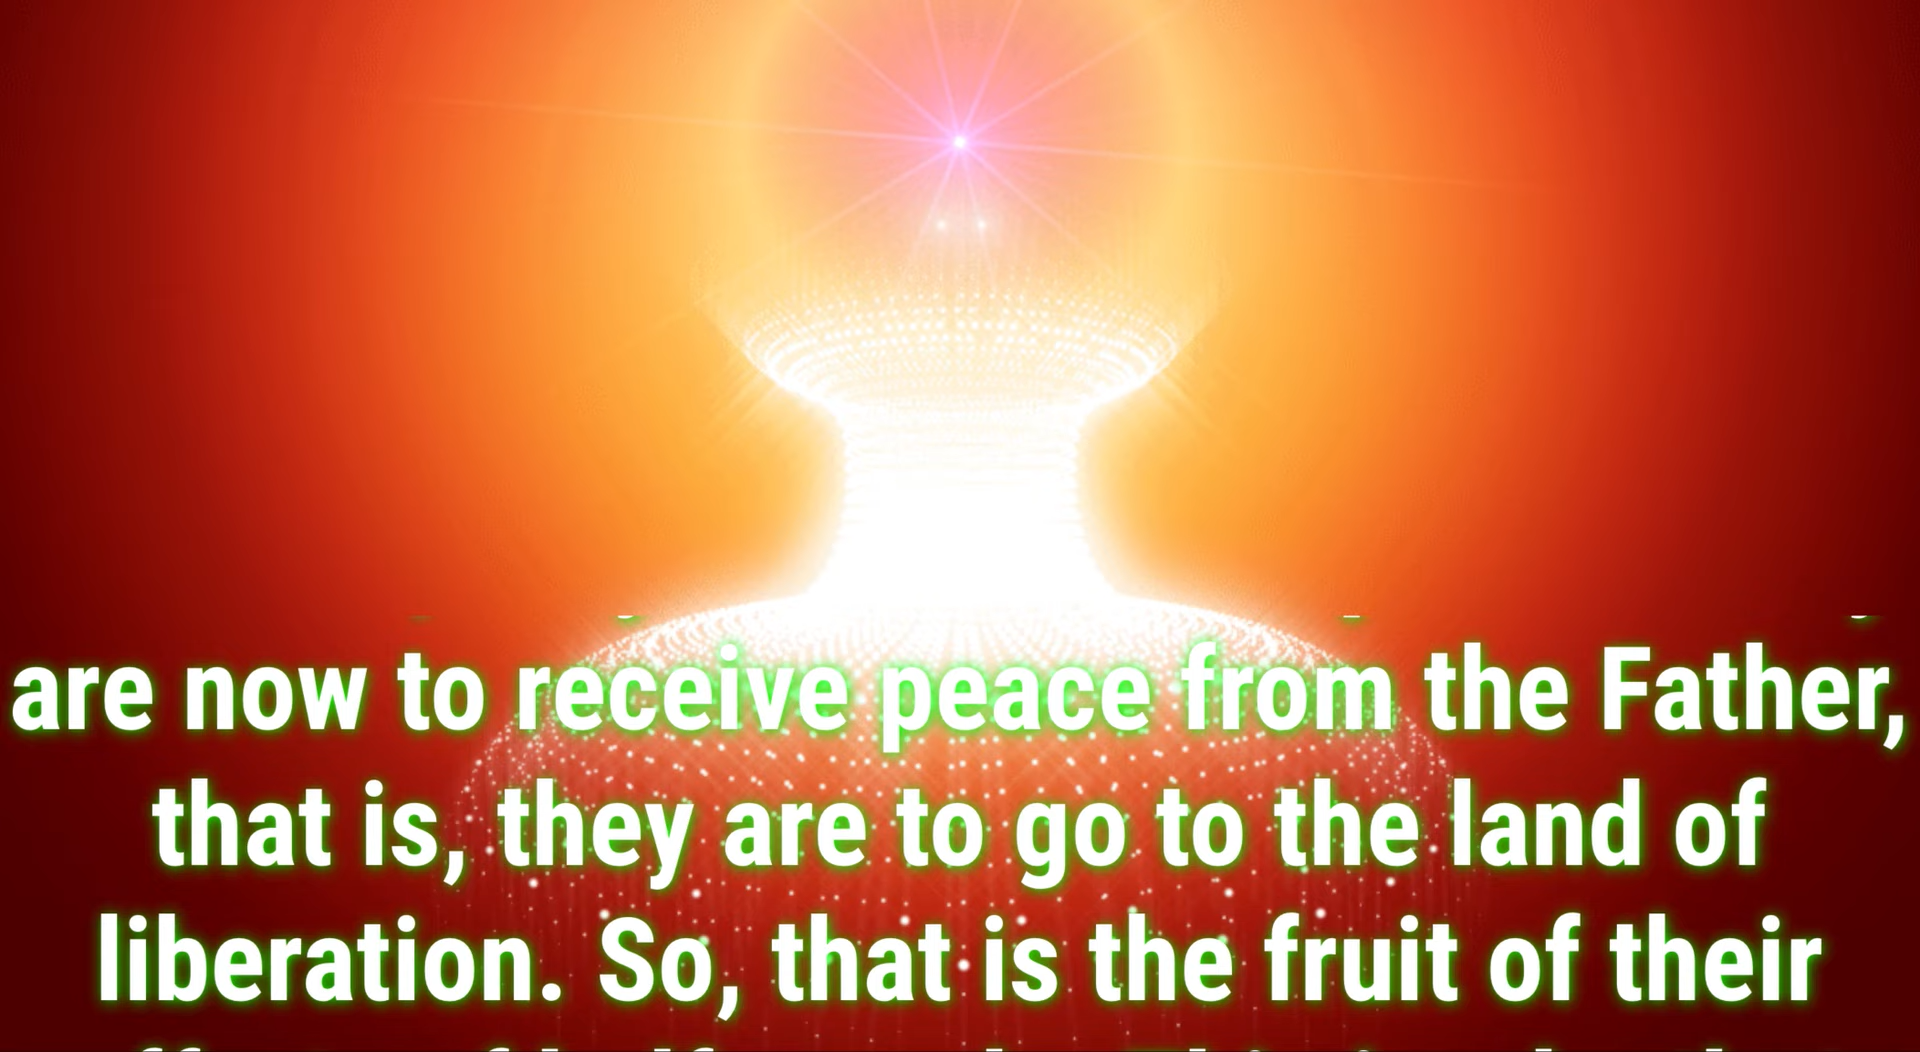 are now to receive peace from the Father,
that is, they are to go to the land of
liberation. So, that is the fruit of their